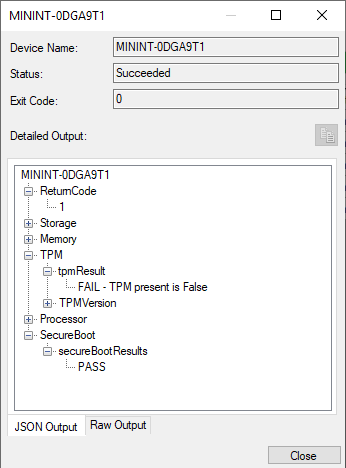 MININT-0DGA9T1
Device Name: MININT-0DGA9T1
Status: Succeeded
Exit Code: 0
Detailed Output:
MININT-0DGA9T1
ReturnCode
1
Storage
Memory
TPM
tpmResult
FAIL - TPM present is False
TPMVersion
Processor
SecureBoot
secureBootResults
PASS
JSON Output Raw Output
Close